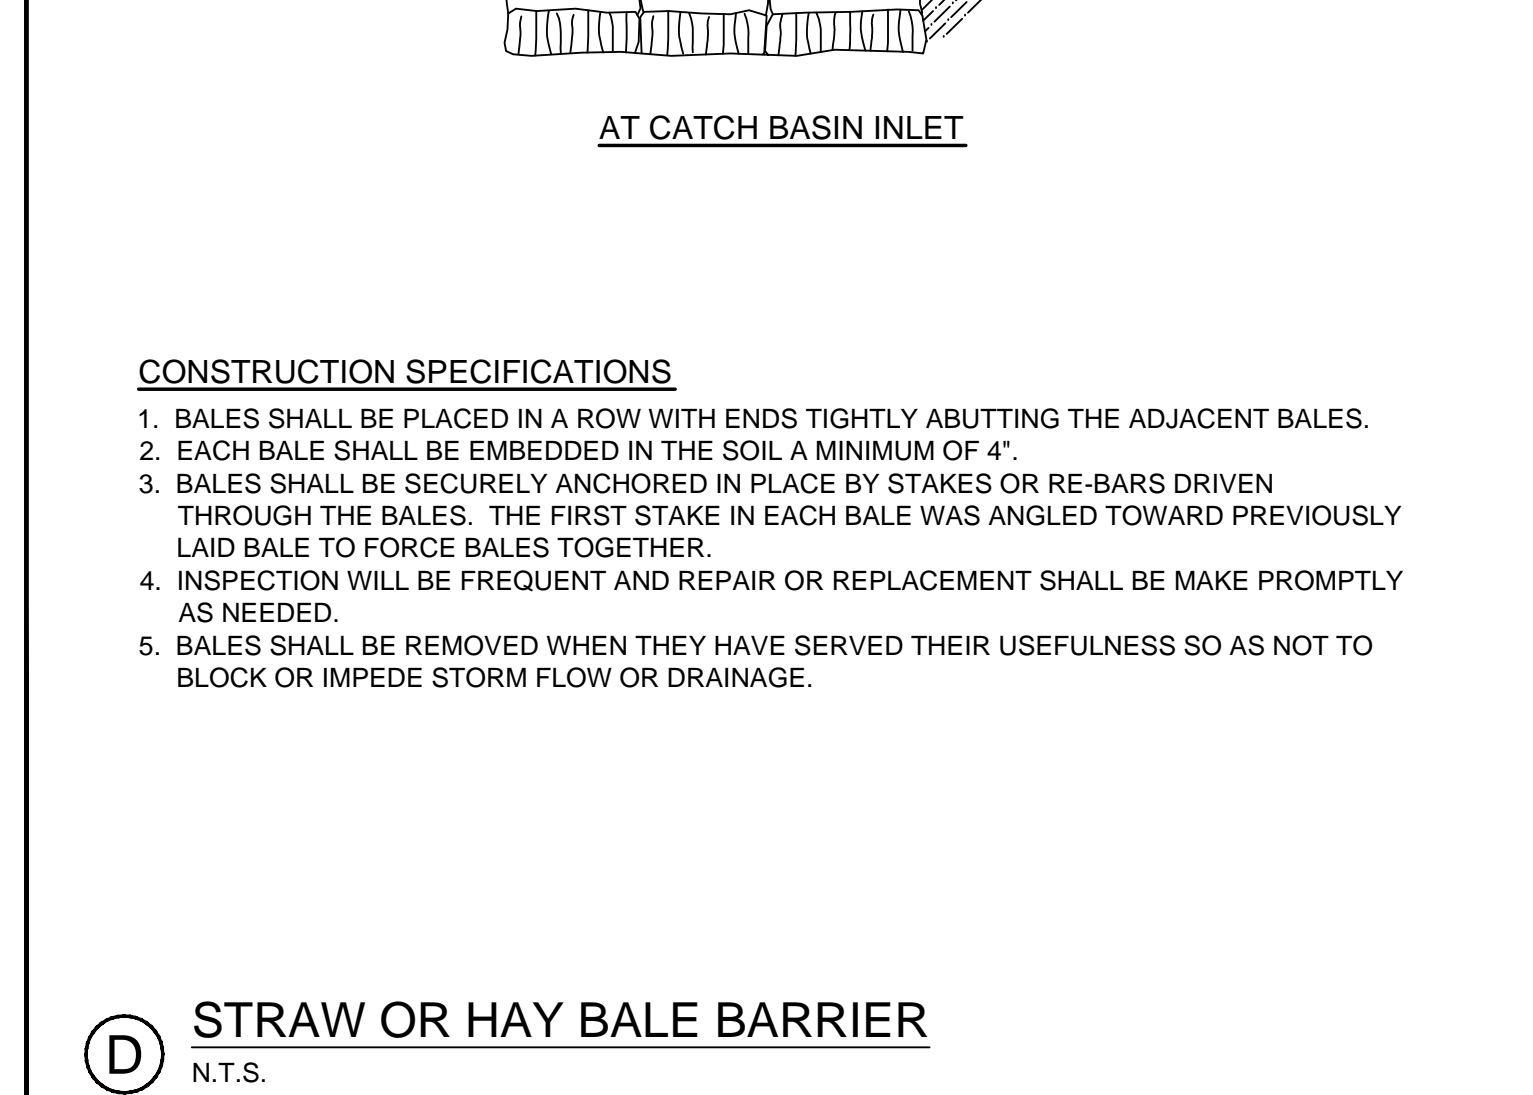 AT CATCH BASIN INLET
CONSTRUCTION SPECIFICATIONS
1. BALES SHALL BE PLACED IN A ROW WITH ENDS TIGHTLY ABUTTING THE ADJACENT BALES.
2. EACH BALE SHALL BE EMBEDDED IN THE SOIL A MINIMUM OF 4".
3. BALES SHALL BE SECURELY ANCHORED IN PLACE BY STAKES OR RE-BARS DRIVEN
THROUGH THE BALES. THE FIRST STAKE IN EACH BALE WAS ANGLED TOWARD PREVIOUSLY
LAID BALE TO FORCE BALES TOGETHER.
4. INSPECTION WILL BE FREQUENT AND REPAIR OR REPLACEMENT SHALL BE MAKE PROMPTLY
AS NEEDED.
5. BALES SHALL BE REMOVED WHEN THEY HAVE SERVED THEIR USEFULNESS SO AS NOT TO
BLOCK OR IMPEDE STORM FLOW OR DRAINAGE.
D STRAW OR HAY BALE BARRIER
N.T.S.